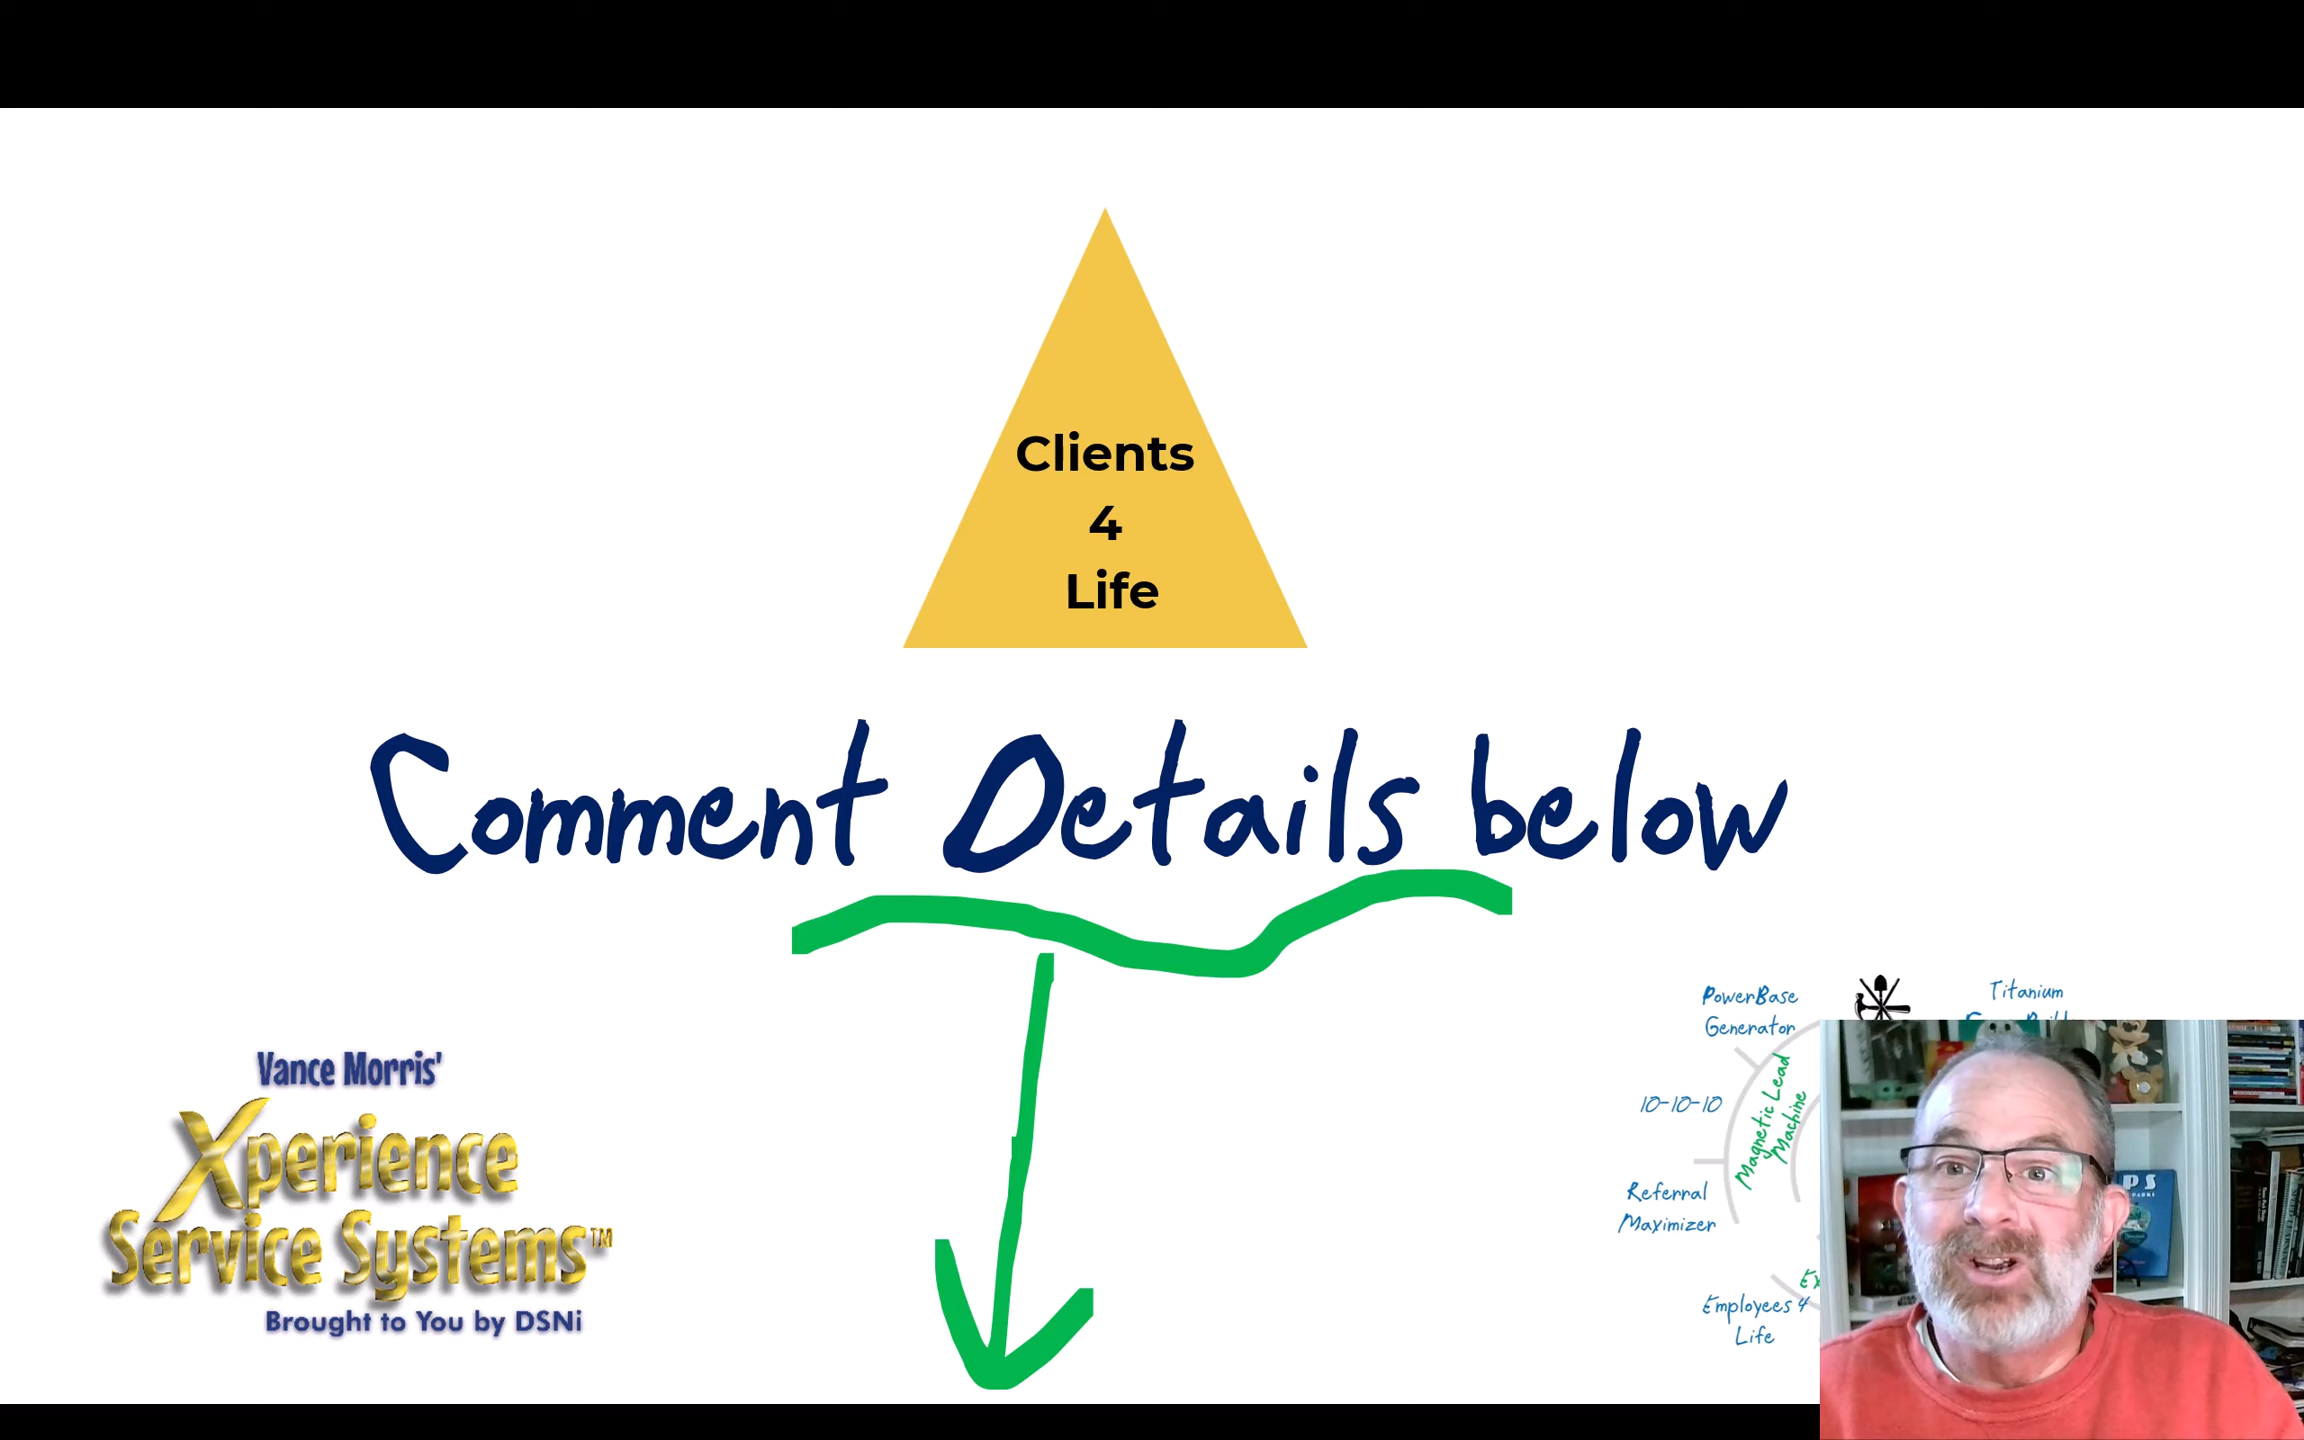 Clients
4
Life
Comment Details below
PowerBase
Generator
Titanium
10-10-10
Magnetic Lead
Machine
Referral
Maximizer
Employees 4
Life
Vance Morris'
Xperience
Service Systems™
Brought to You by DSNi